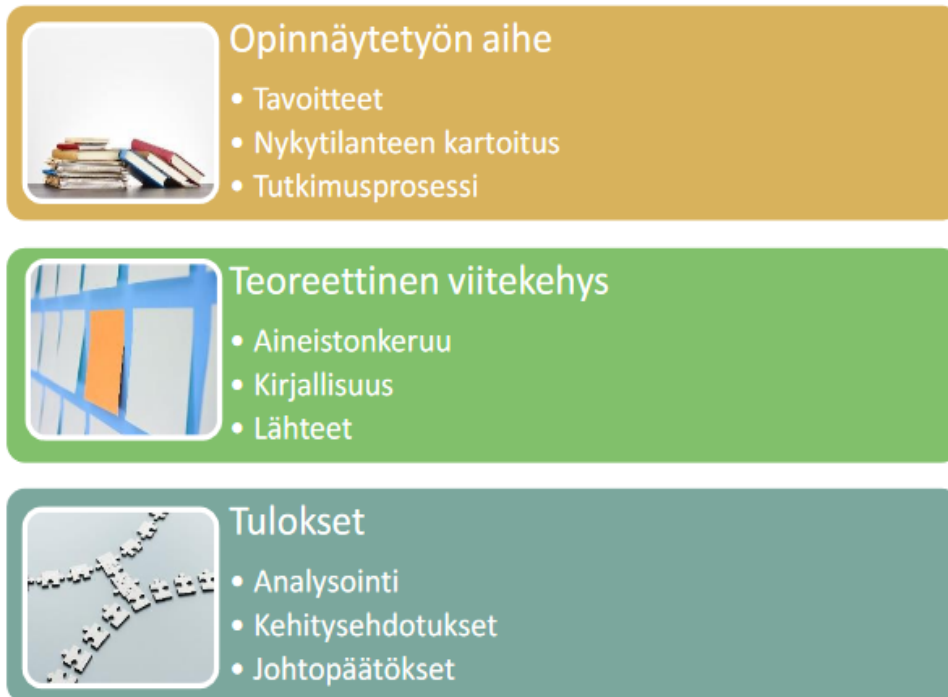 Opinnäytetyön aihe
• Tavoitteet
• Nykytilanteen kartoitus
• Tutkimusprosessi
Teoreettinen viitekehys
• Aineistonkeruu
• Kirjallisuus
• Lähteet
Tulokset
• Analysointi
• Kehitysehdotukset
• Johtopäätökset